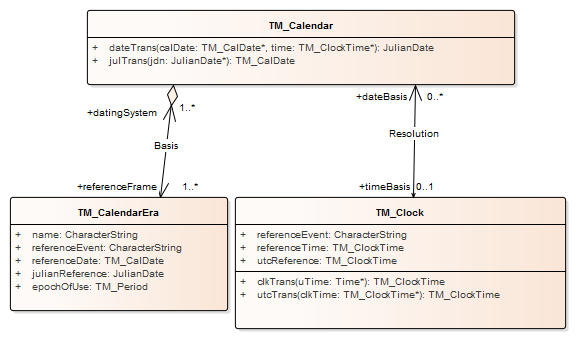 TM_Calendar
+ dateTrans(calDate: TM_CalDate*, time: TM_ClockTime*): JulianDate
+ julTrans(jdn: JulianDate*): TM_CalDate
+datingSystem 1..*
+dateBasis 0..*
Basis
Resolution
+referenceFrame 1..*
+timeBasis 0..1
TM_CalendarEra
+ name: CharacterString
+ referenceEvent: CharacterString
+ referenceDate: TM_CalDate
+ julianReference: JulianDate
+ epochOfUse: TM_Period
TM_Clock
+ referenceEvent: CharacterString
+ referenceTime: TM_ClockTime
+ utcReference: TM_ClockTime
+ clkTrans(uTime: Time*): TM_ClockTime
+ utcTrans(clkTime: TM_ClockTime*): TM_ClockTime